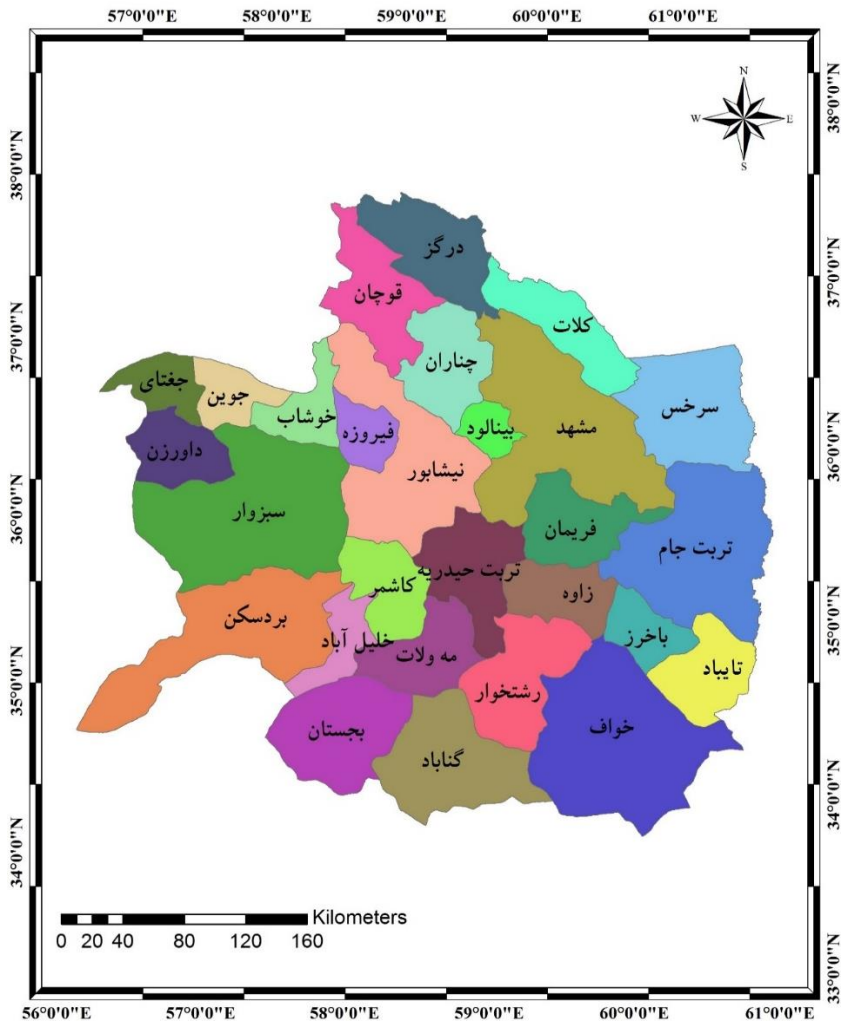 57°0'0"E 58°0'0"E 59°0'0"E 60°0'0"E 61°0'0"E
N
W E
S
38°0'0"N
38°0'0"N
37°0'0"N
37°0'0"N
36°0'0"N
36°0'0"N
35°0'0"N
35°0'0"N
34°0'0"N
34°0'0"N
33°0'0"N
درگز
قوچان
کلات
چناران
جغتای
جوین
خوشاب
فیروزه
بینالود
مشهد
سرخس
داورزن
نیشابور
سبزوار
فریمان
تربت جام
تربت حیدریه
کاشمر
زاوه
بردسکن
خلیل آباد
باخرز
مه ولات
تایباد
رشتخوار
بجستان
خواف
گناباد
Kilometers
0 20 40 80 120 160
56°0'0"E 57°0'0"E 58°0'0"E 59°0'0"E 60°0'0"E 61°0'0"E